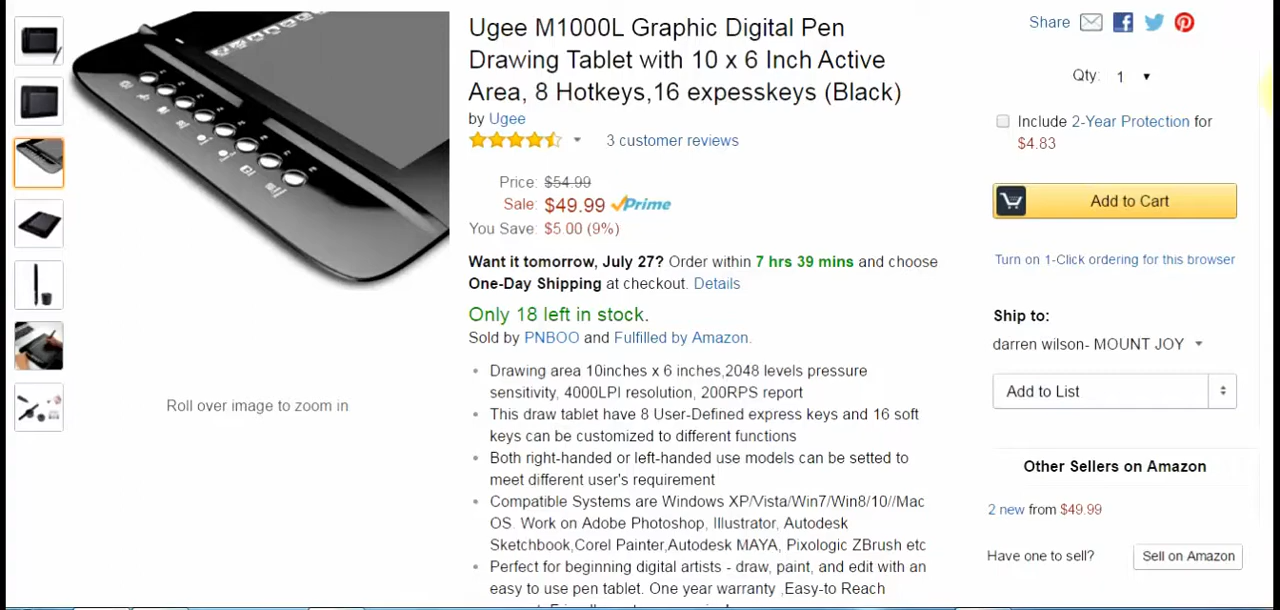 Ugee M1000L Graphic Digital Pen
Drawing Tablet with 10 x 6 Inch Active
Area, 8 Hotkeys,16 expesskeys (Black)
by Ugee
3 customer reviews
Price: $54.99
Sale: $49.99 Prime
You Save: $5.00 (9%)
Want it tomorrow, July 27? Order within 7 hrs 39 mins and choose
One-Day Shipping at checkout. Details
Only 18 left in stock.
Sold by PNBOO and Fulfilled by Amazon.
Drawing area 10inches x 6 inches,2048 levels pressure
sensitivity, 4000LPI resolution, 200RPS report
This draw tablet have 8 User-Defined express keys and 16 soft
keys can be customized to different functions
Both right-handed or left-handed use models can be setted to
meet different user's requirement
Compatible Systems are Windows XP/Vista/Win7/Win8/10//Mac
OS. Work on Adobe Photoshop, Illustrator, Autodesk
Sketchbook,Corel Painter,Autodesk MAYA, Pixologic ZBrush etc
Perfect for beginning digital artists - draw, paint, and edit with an
easy to use pen tablet. One year warranty ,Easy-to Reach
Roll over image to zoom in
Share
Qty: 1
Include 2-Year Protection for
$4.83
Add to Cart
Turn on 1-Click ordering for this browser
Ship to:
darren wilson- MOUNT JOY
Add to List
Other Sellers on Amazon
2 new from $49.99
Have one to sell? Sell on Amazon